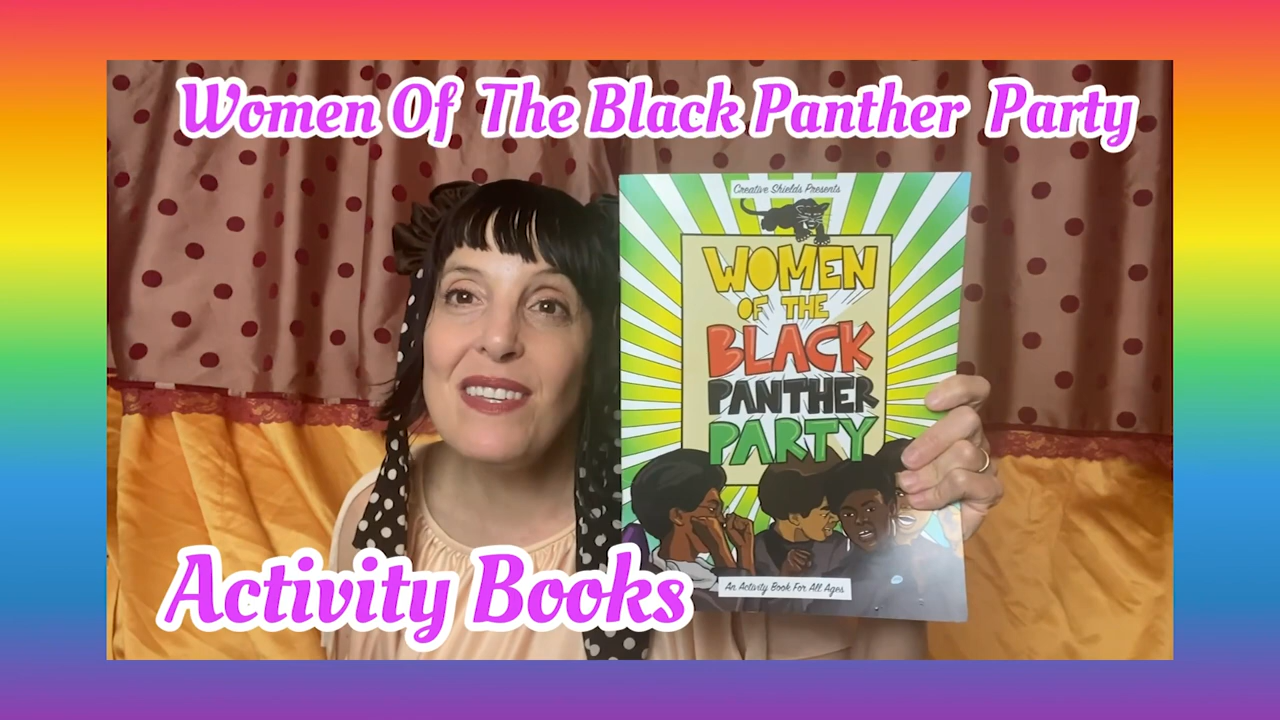 Women Of The Black Panther Party
Creative Shields Presents
WOMEN
OF THE
BLACK
PANTHER
PARTY
An Activity Book For All Ages
Activity Books